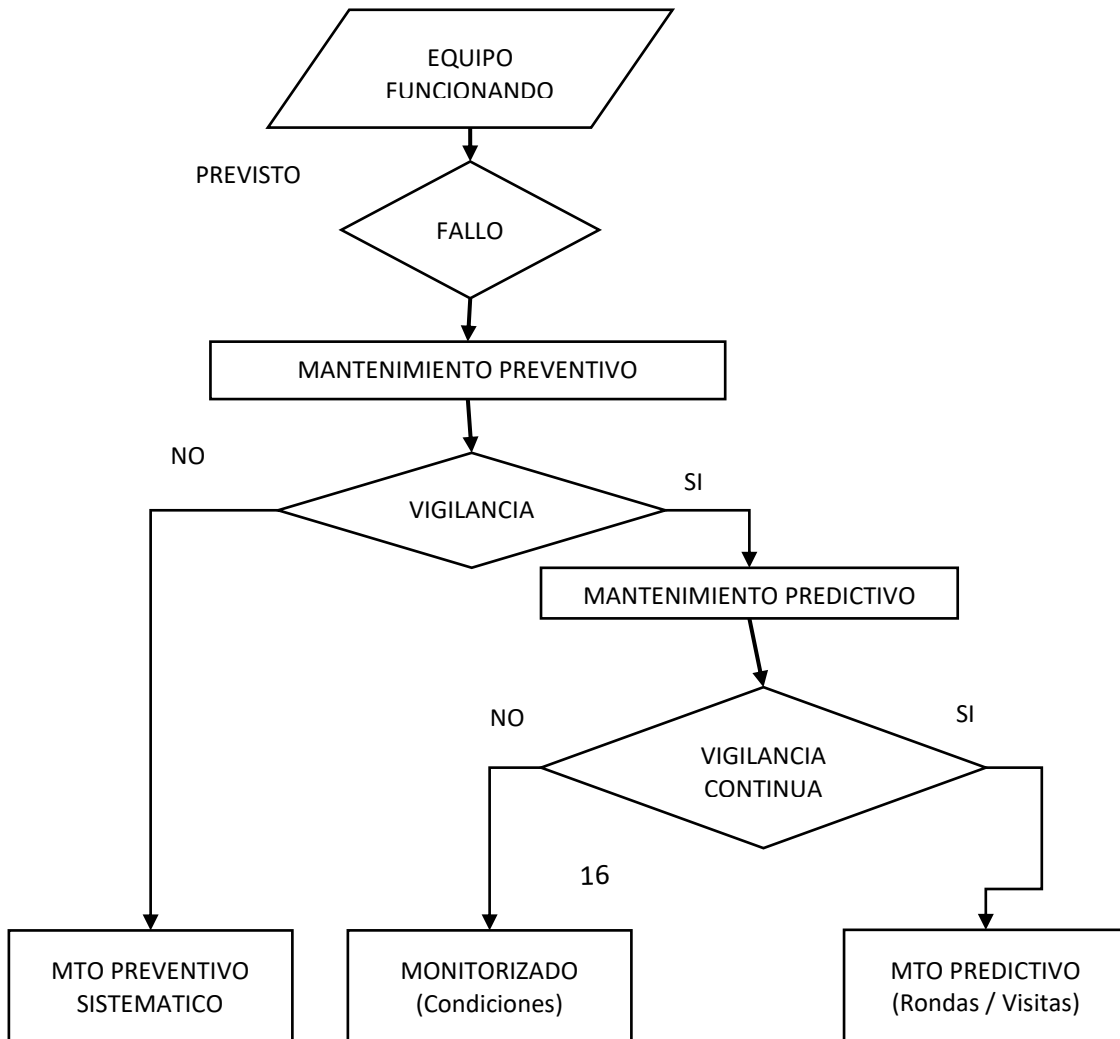 EQUIPO
FUNCIONANDO
PREVISTO
FALLO
MANTENIMIENTO PREVENTIVO
NO
SI
VIGILANCIA
MANTENIMIENTO PREDICTIVO
NO
SI
VIGILANCIA
CONTINUA
16
MTO PREVENTIVO
SISTEMATICO
MONITORIZADO
(Condiciones)
MTO PREDICTIVO
(Rondas / Visitas)